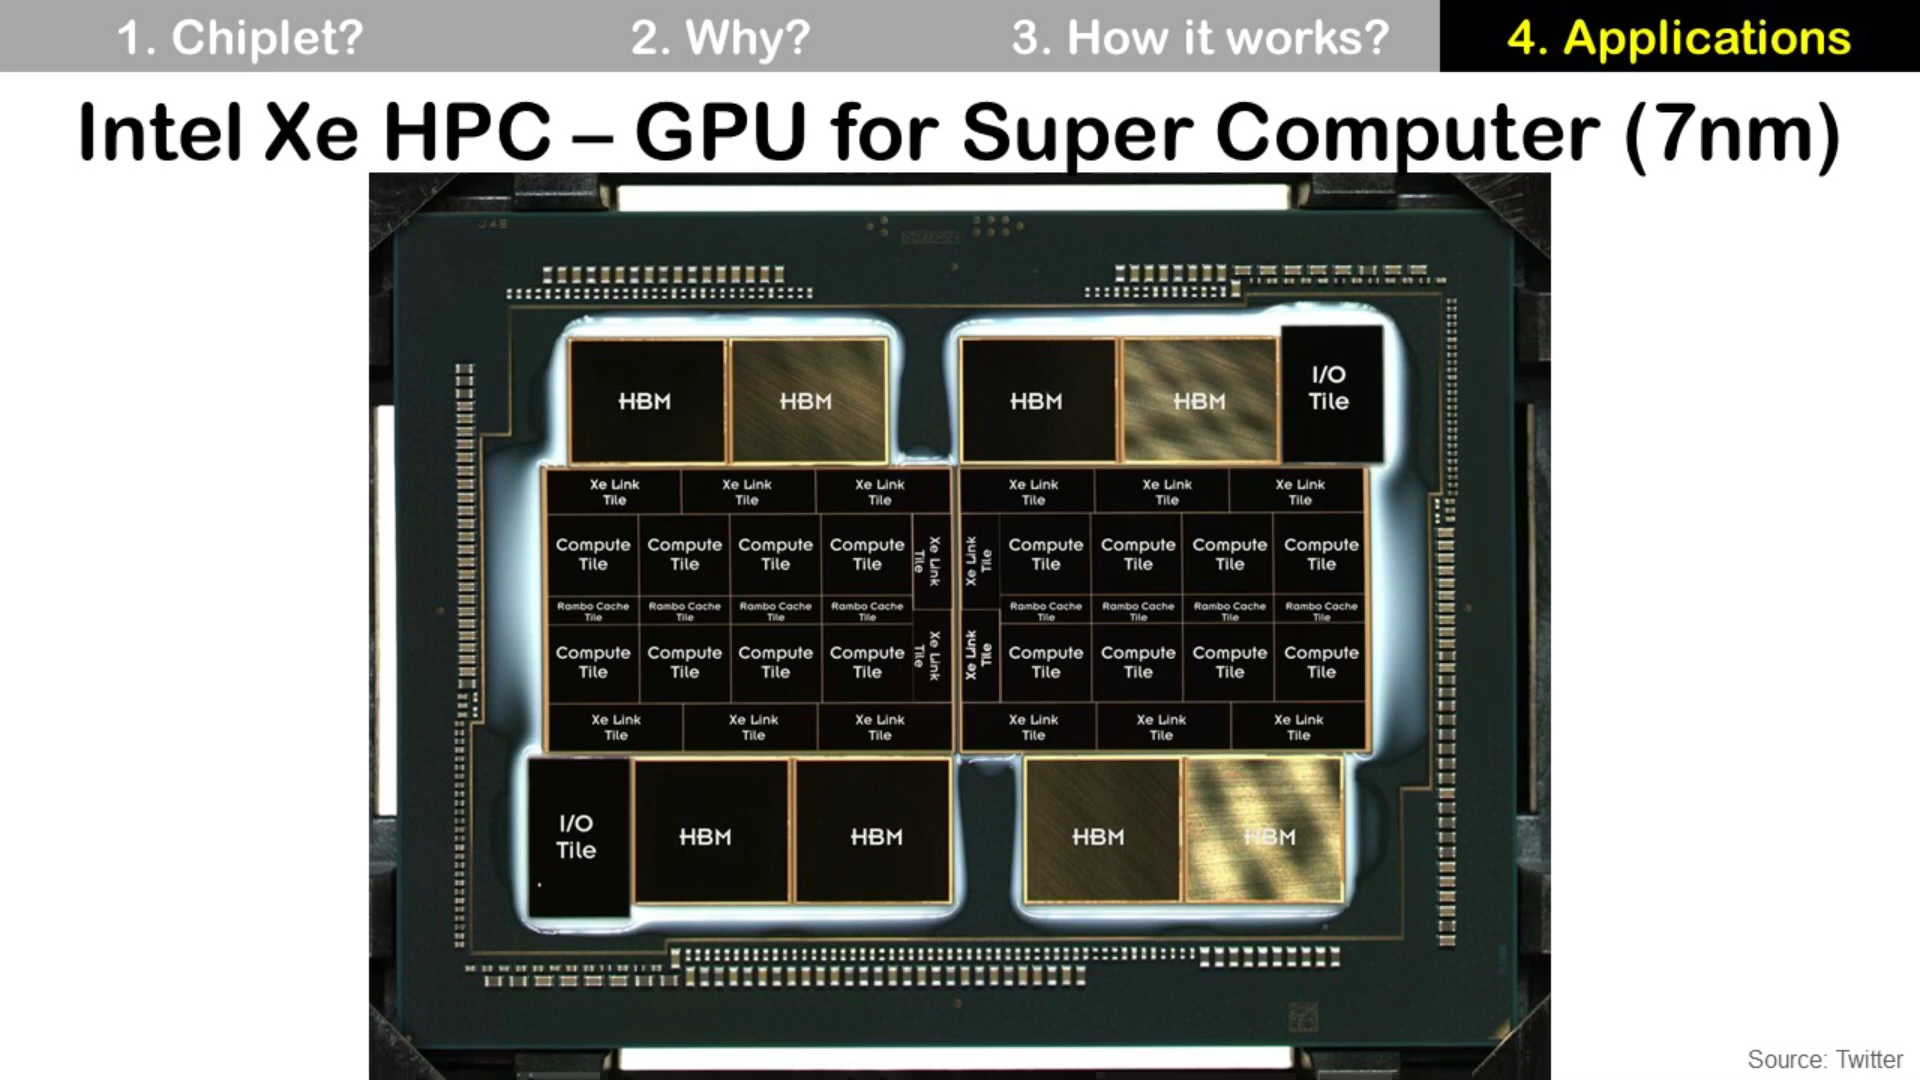 1. Chiplet?
2. Why?
3. How it works?
4. Applications
Intel Xe HPC – GPU for Super Computer (7nm)
J4E
HBM
HBM
HBM
HBM
I/O
Tile
Xe Link
Tile
Xe Link
Tile
Xe Link
Tile
Xe Link
Tile
Xe Link
Tile
Xe Link
Tile
Compute
Tile
Compute
Tile
Compute
Tile
Compute
Tile
Xe Link
Tile
Xe Link
Tile
Compute
Tile
Compute
Tile
Compute
Tile
Compute
Tile
Rambo Cache
Tile
Rambo Cache
Tile
Rambo Cache
Tile
Rambo Cache
Tile
Rambo Cache
Tile
Rambo Cache
Tile
Rambo Cache
Tile
Rambo Cache
Tile
Compute
Tile
Compute
Tile
Compute
Tile
Compute
Tile
Xe Link
Tile
Xe Link
Tile
Compute
Tile
Compute
Tile
Compute
Tile
Compute
Tile
Xe Link
Tile
Xe Link
Tile
Xe Link
Tile
Xe Link
Tile
Xe Link
Tile
Xe Link
Tile
I/O
Tile
HBM
HBM
HBM
HBM
Source: Twitter